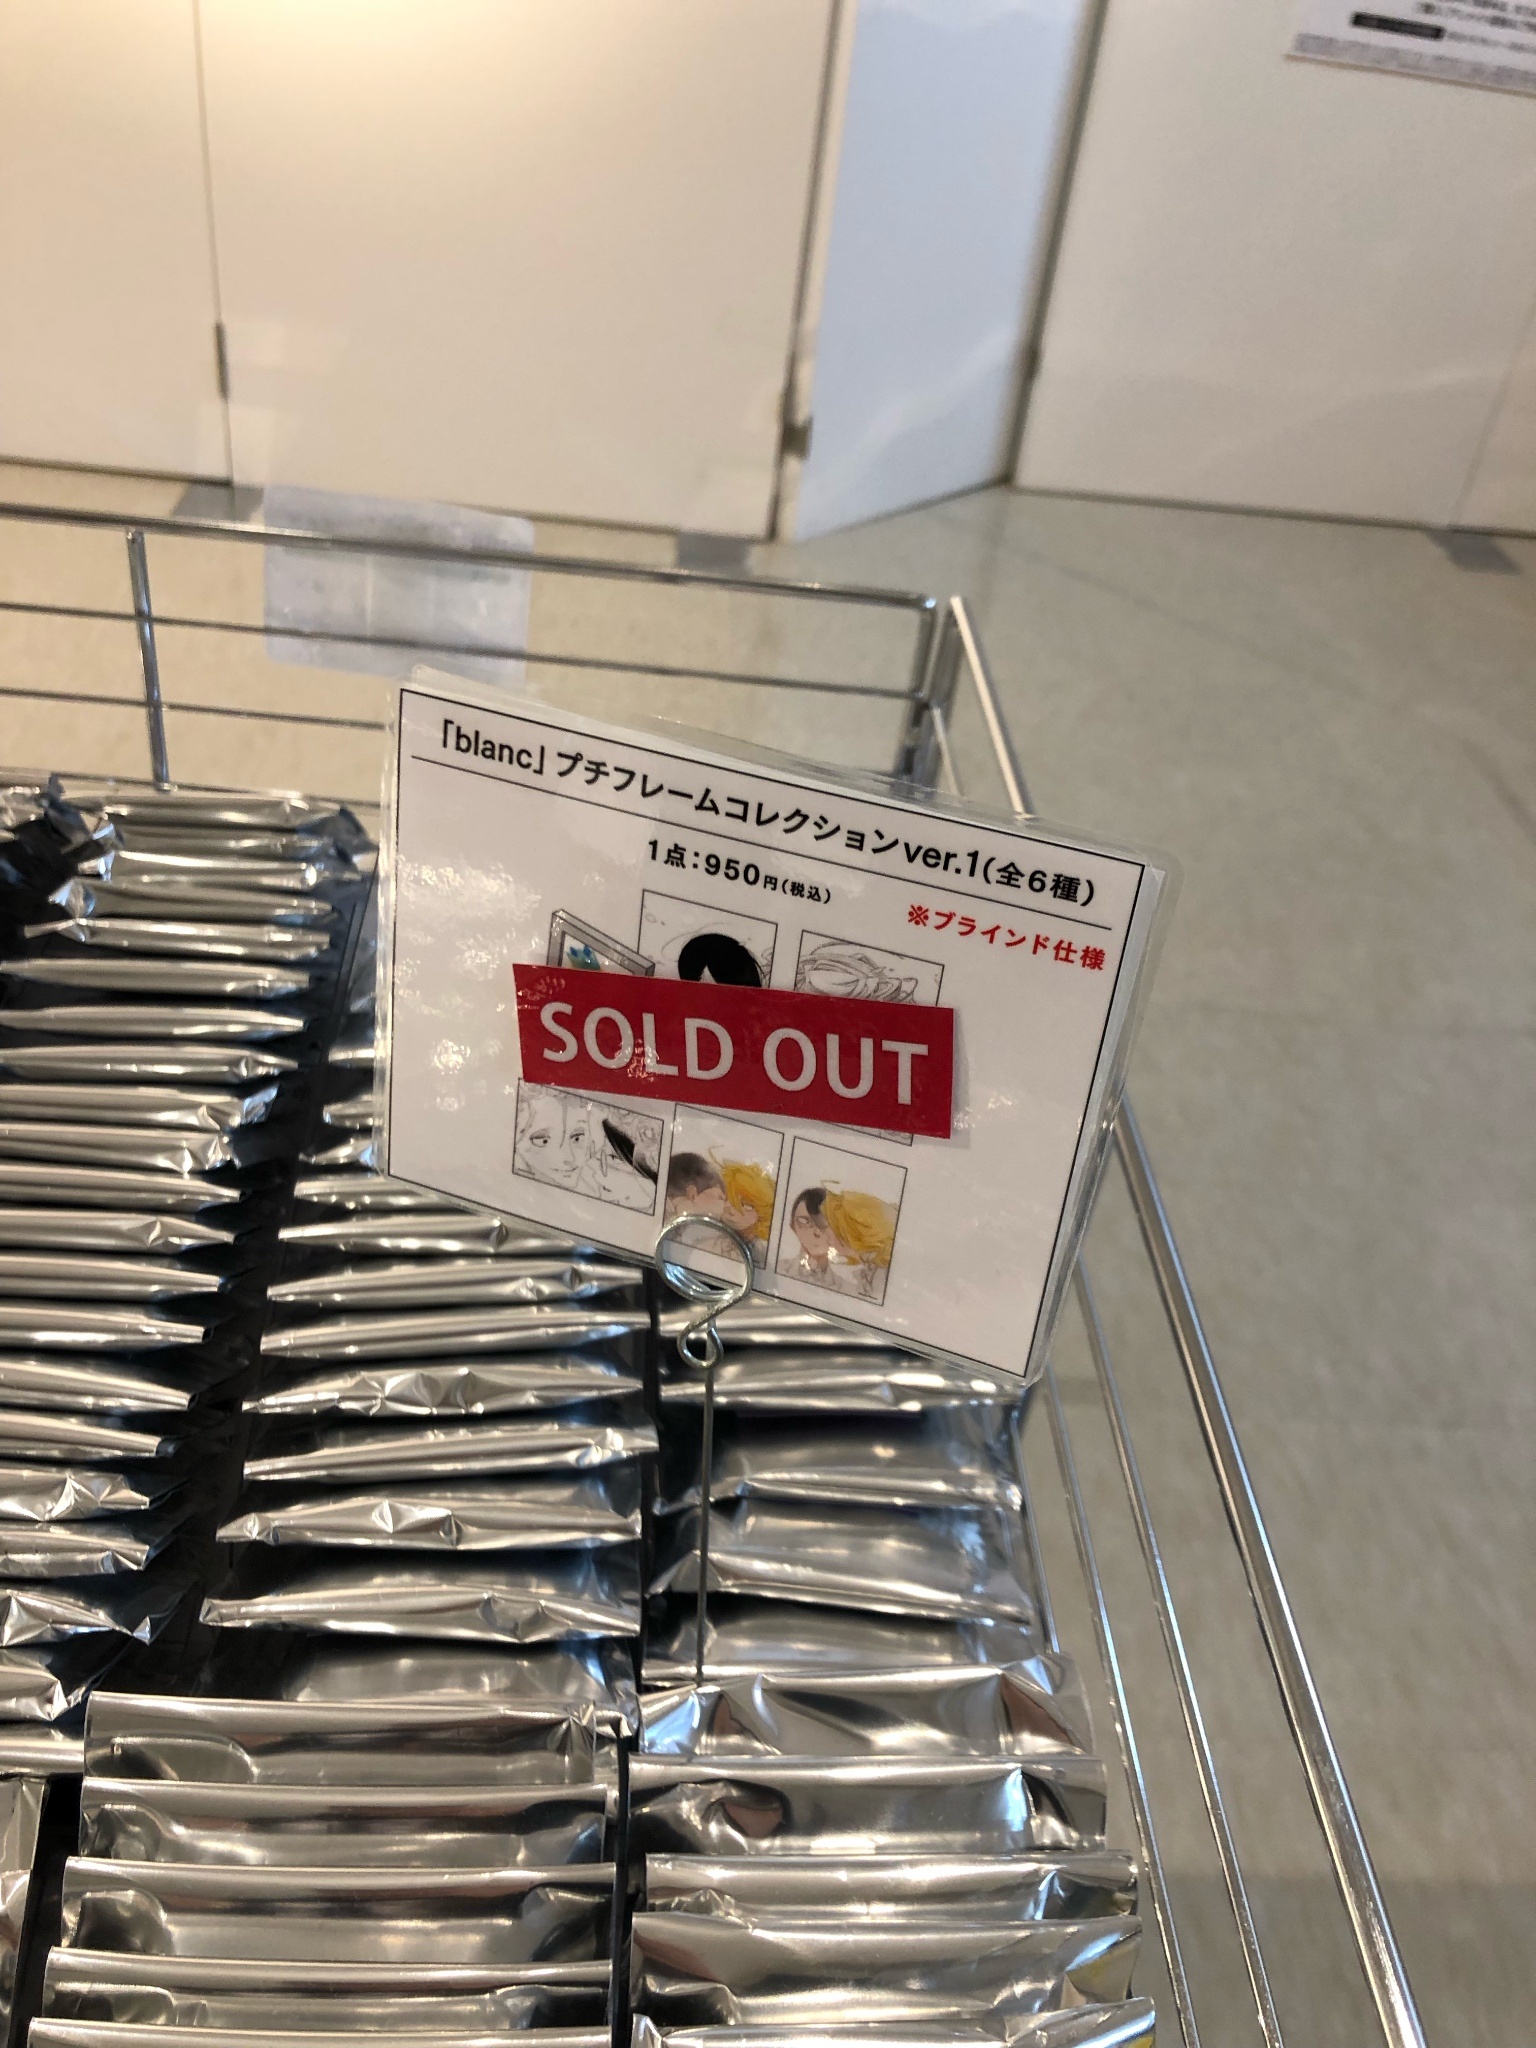 「blanc」プチフレームコレクションver.1(全6種)
1点：950円(税込)
※ブラインド仕様
SOLD OUT